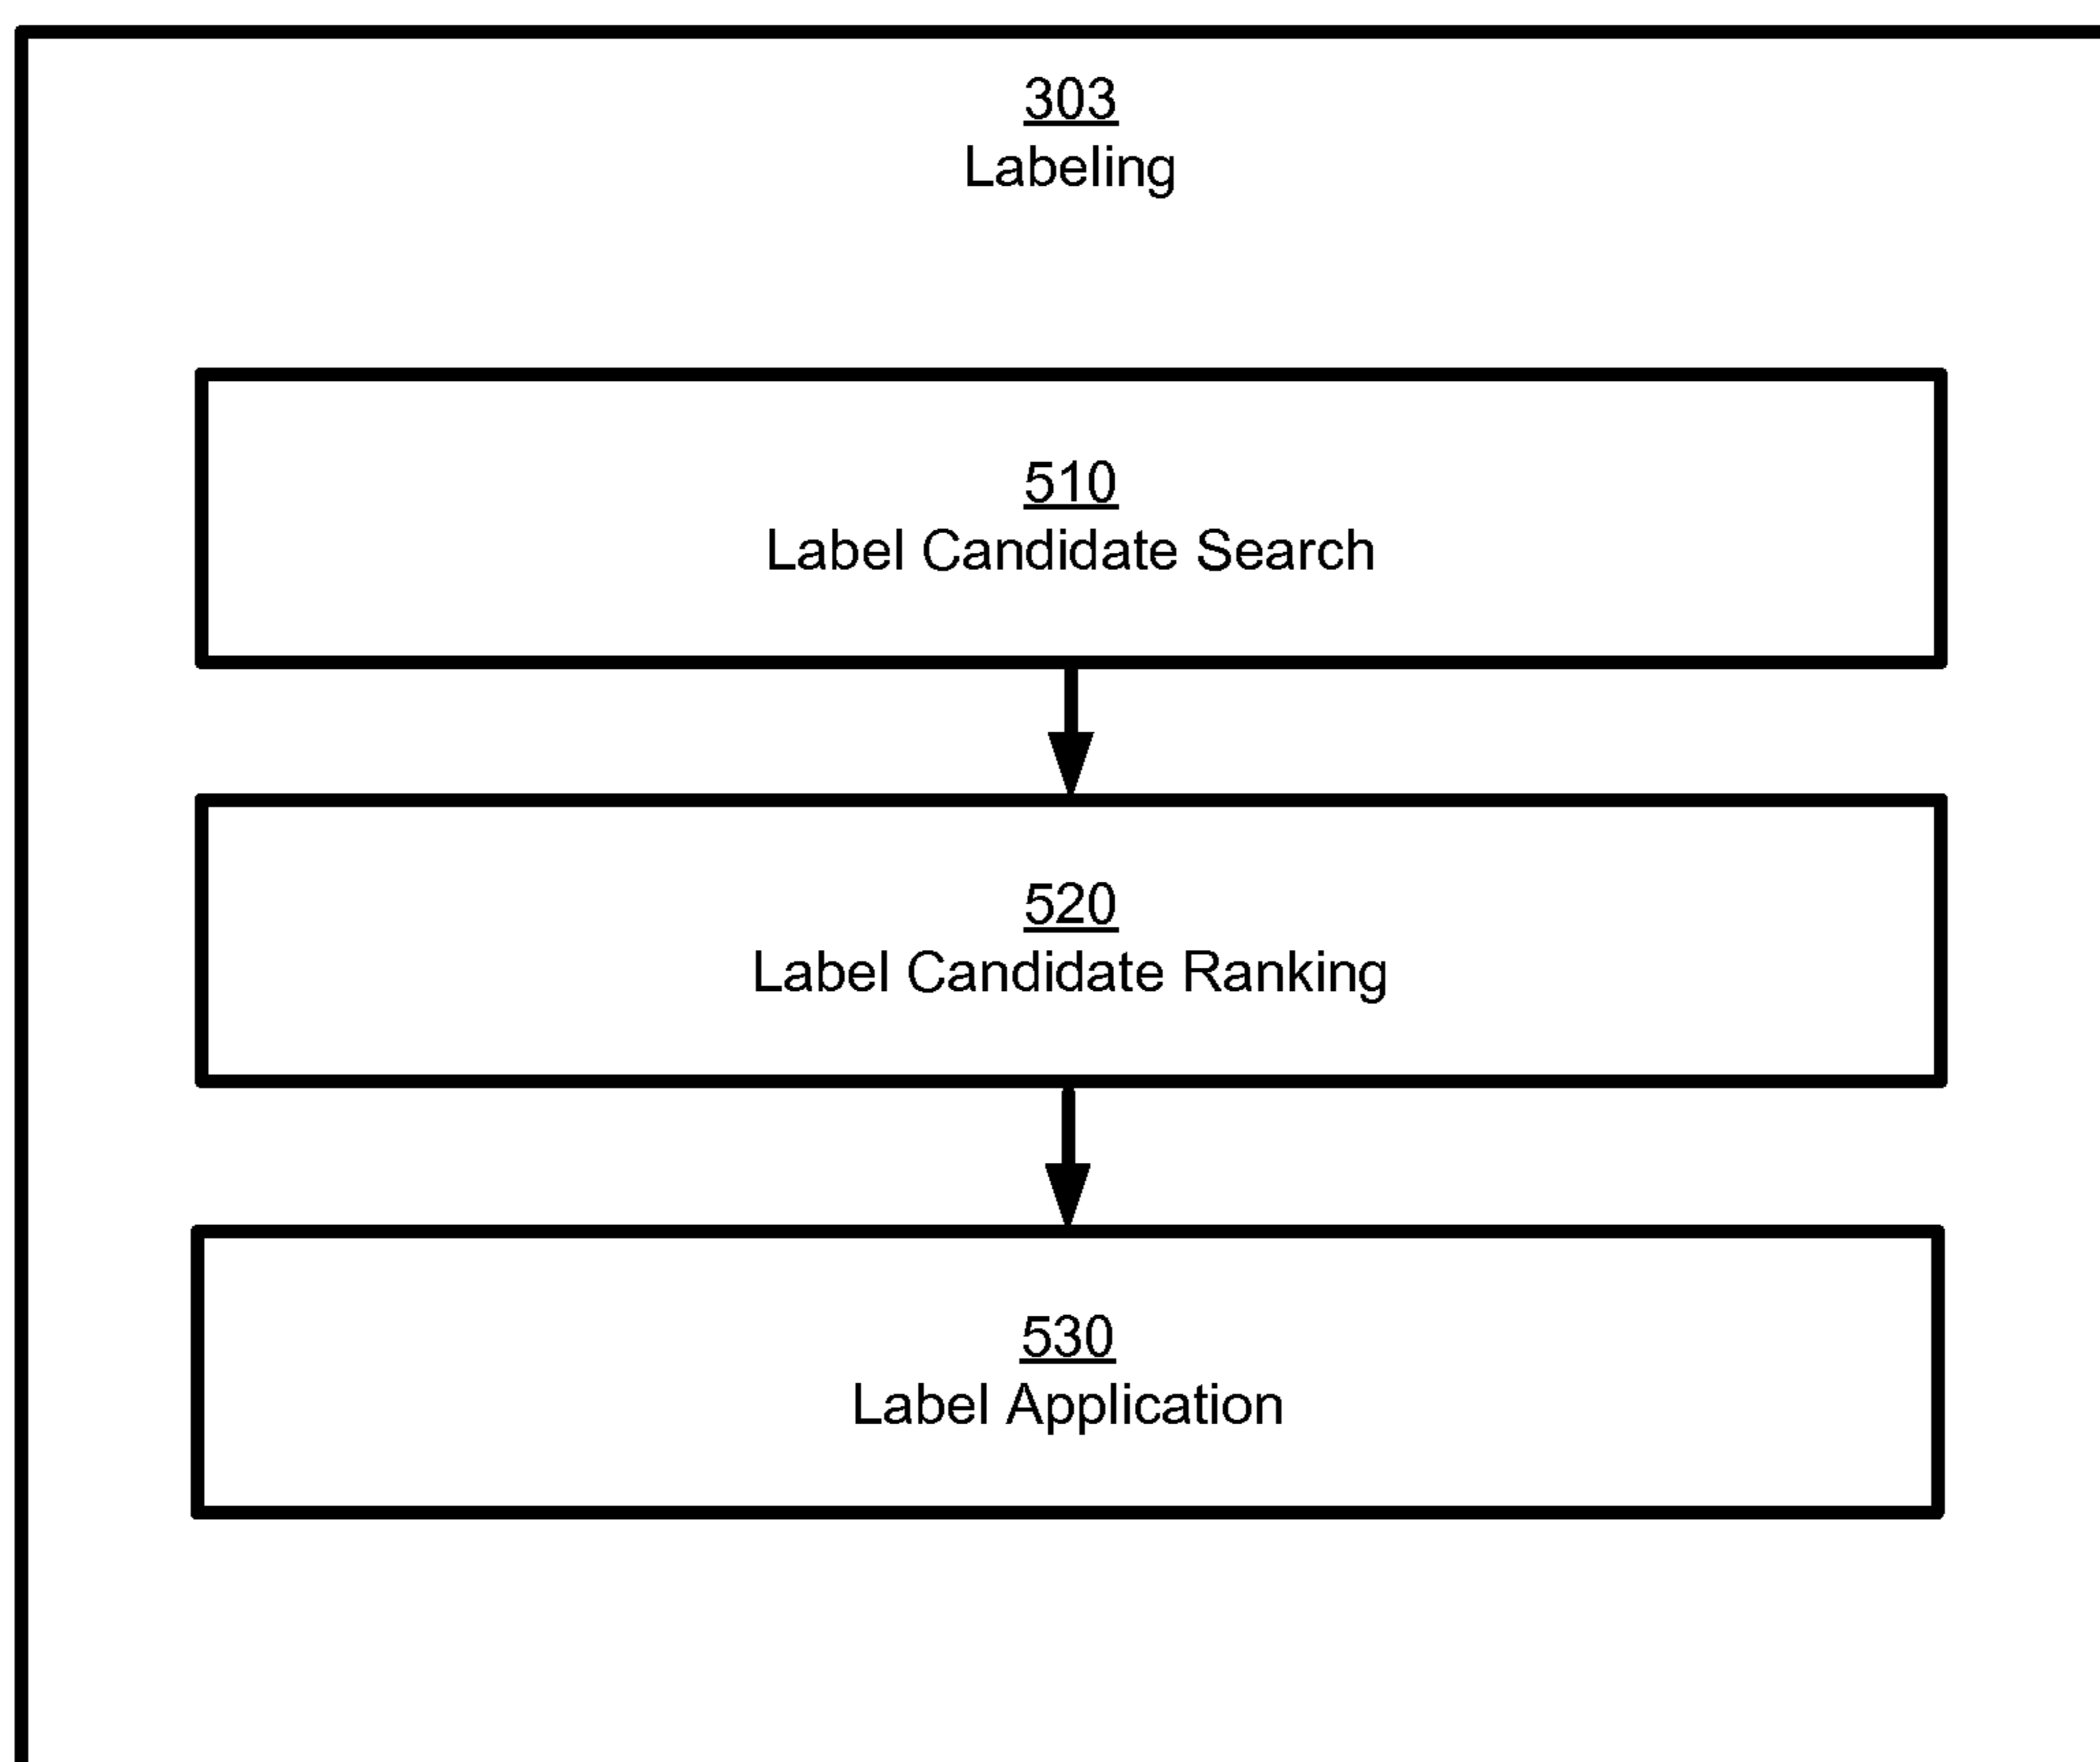 303
Labeling
510
Label Candidate Search
520
Label Candidate Ranking
530
Label Application